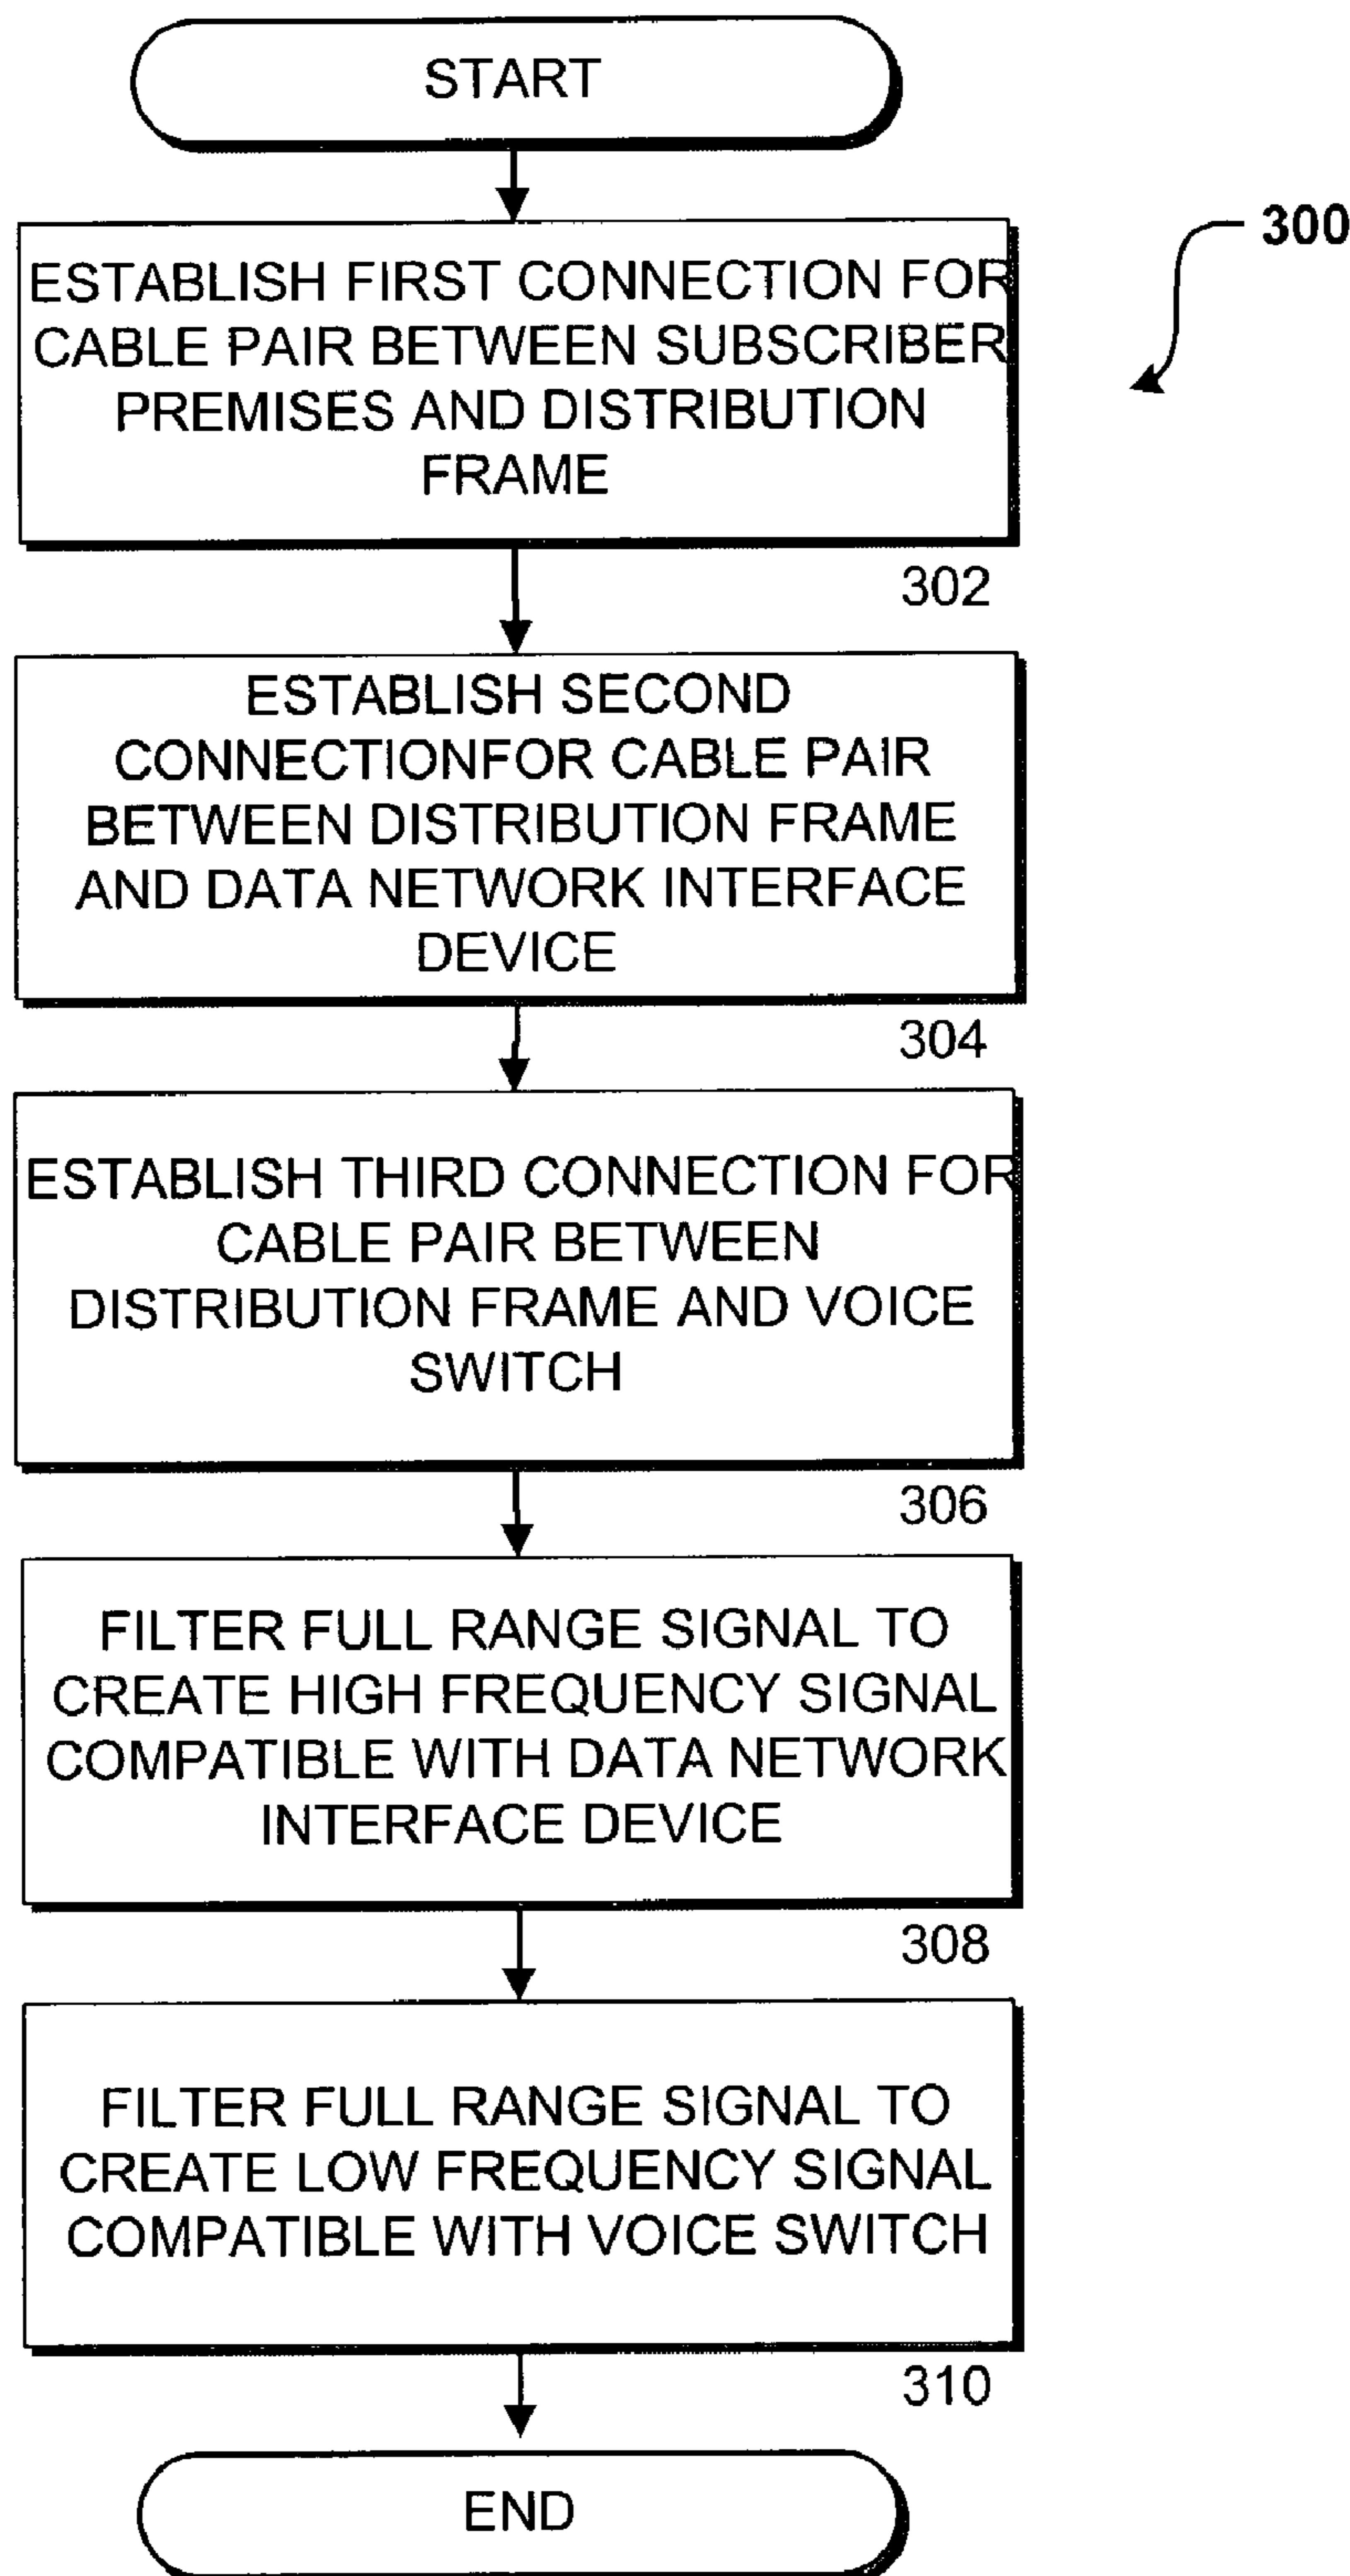 START
300
ESTABLISH FIRST CONNECTION FOR
CABLE PAIR BETWEEN SUBSCRIBER
PREMISES AND DISTRIBUTION
FRAME
302
ESTABLISH SECOND
CONNECTIONFOR CABLE PAIR
BETWEEN DISTRIBUTION FRAME
AND DATA NETWORK INTERFACE
DEVICE
304
ESTABLISH THIRD CONNECTION FOR
CABLE PAIR BETWEEN
DISTRIBUTION FRAME AND VOICE
SWITCH
306
FILTER FULL RANGE SIGNAL TO
CREATE HIGH FREQUENCY SIGNAL
COMPATIBLE WITH DATA NETWORK
INTERFACE DEVICE
308
FILTER FULL RANGE SIGNAL TO
CREATE LOW FREQUENCY SIGNAL
COMPATIBLE WITH VOICE SWITCH
310
END